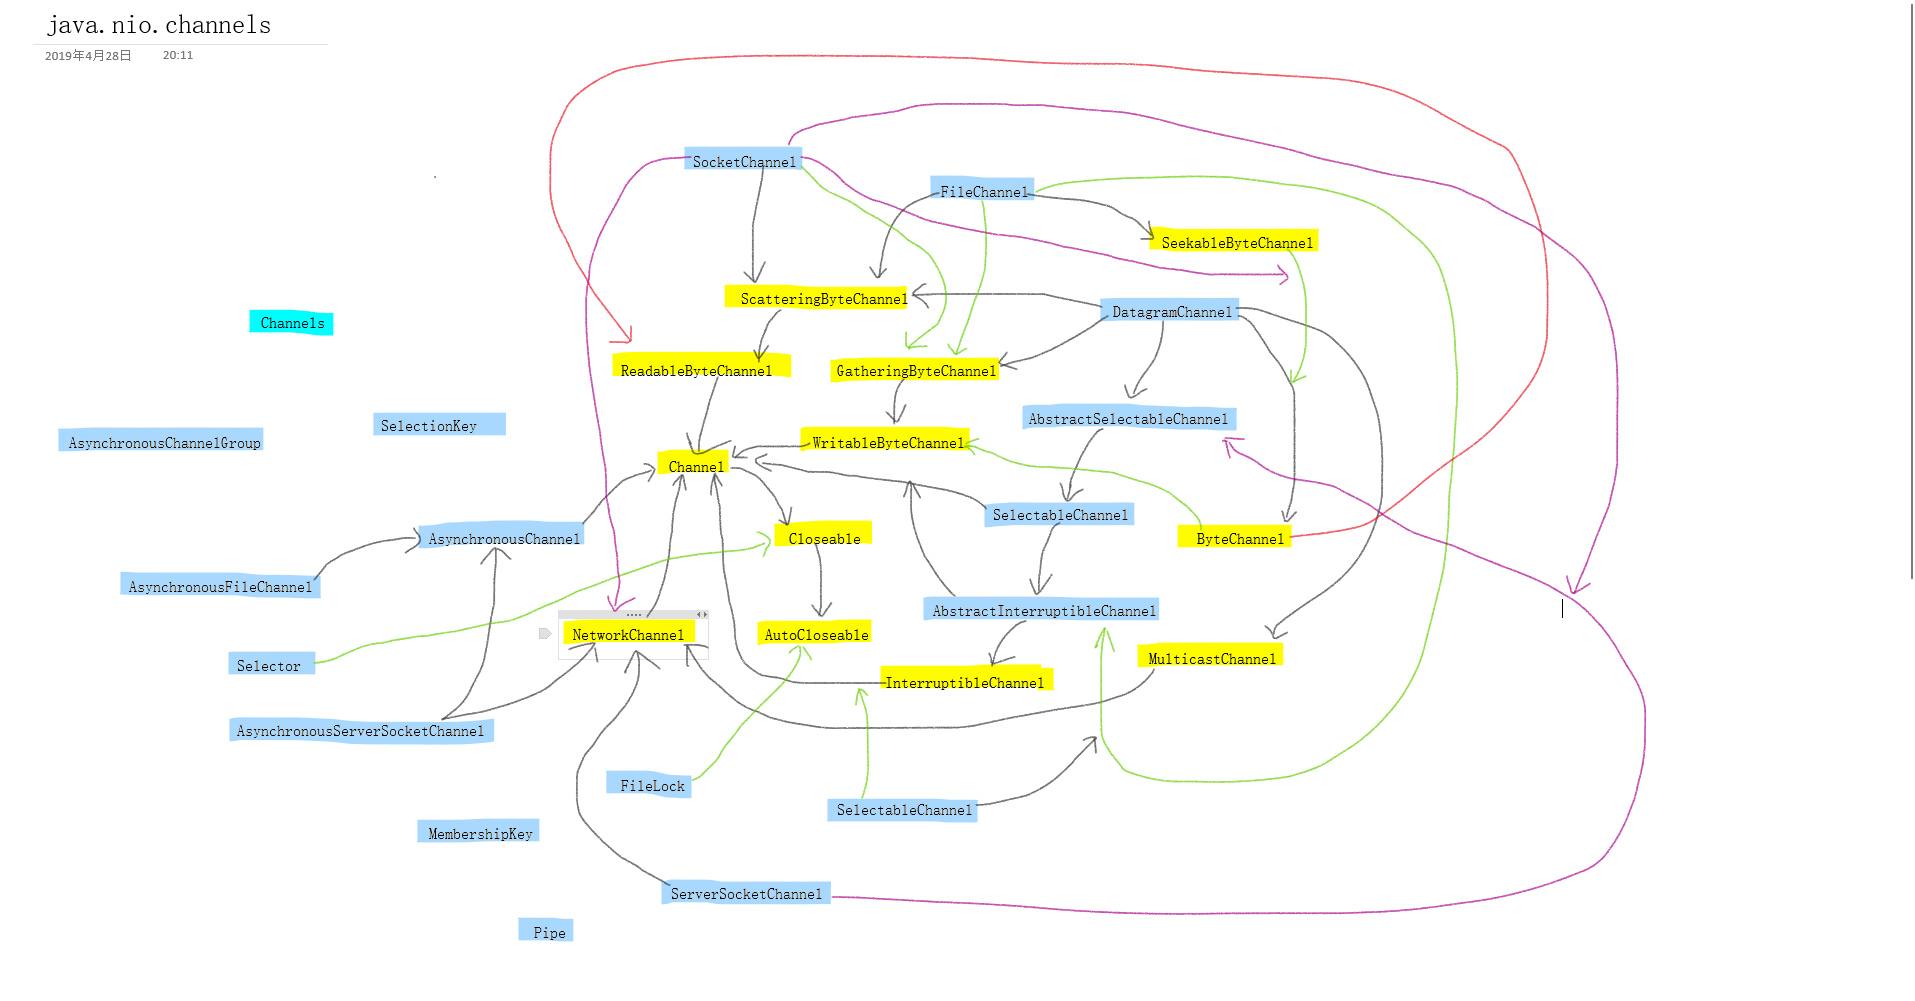 java.nio.channels
2019年4月28日 20:11
SocketChannel
FileChannel
SeekableByteChannel
ScatteringByteChannel
DatagramChannel
Channels
ReadableByteChannel
GatheringByteChannel
AbstractSelectableChannel
SelectionKey
AsynchronousChannelGroup
WritableByteChannel
Channel
SelectableChannel
AsynchronousChannel
Closeable
ByteChannel
AsynchronousFileChannel
AbstractInterruptibleChannel
NetworkChannel
AutoCloseable
MulticastChannel
Selector
InterruptibleChannel
AsynchronousServerSocketChannel
FileLock
SelectableChannel
MembershipKey
ServerSocketChannel
Pipe